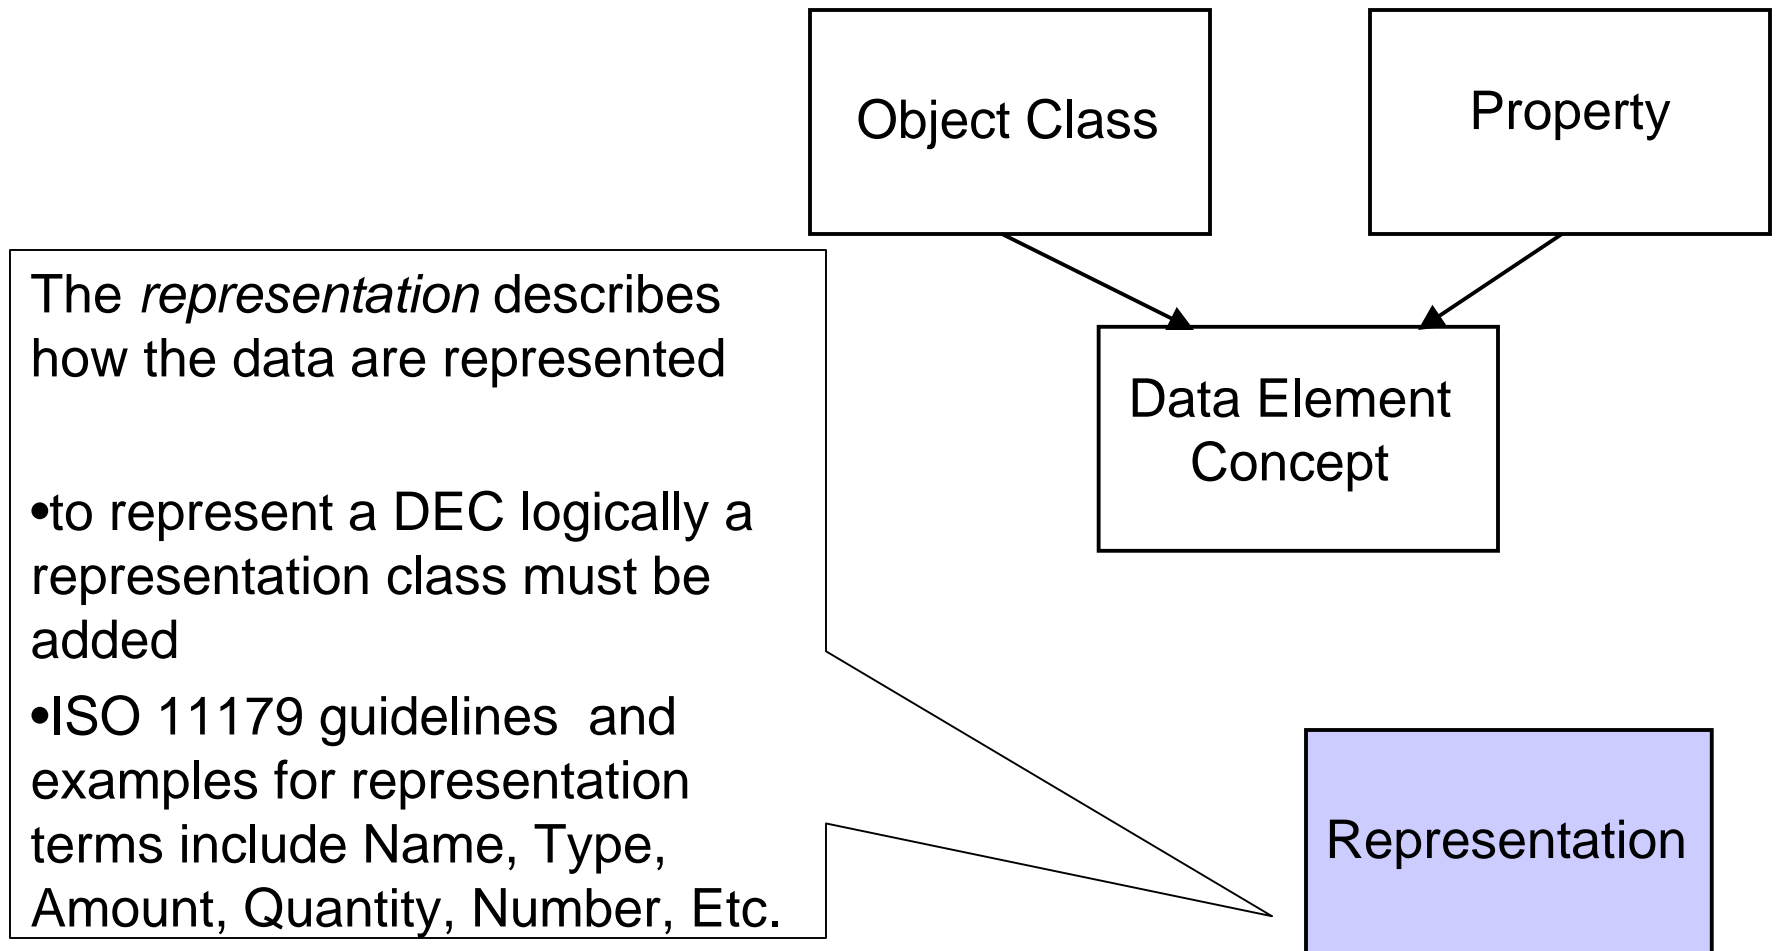 Object Class
Property
The representation describes
how the data are represented
•to represent a DEC logically a
representation class must be
added
•ISO 11179 guidelines and
examples for representation
terms include Name, Type,
Amount, Quantity, Number, Etc.
Data Element
Concept
Representation